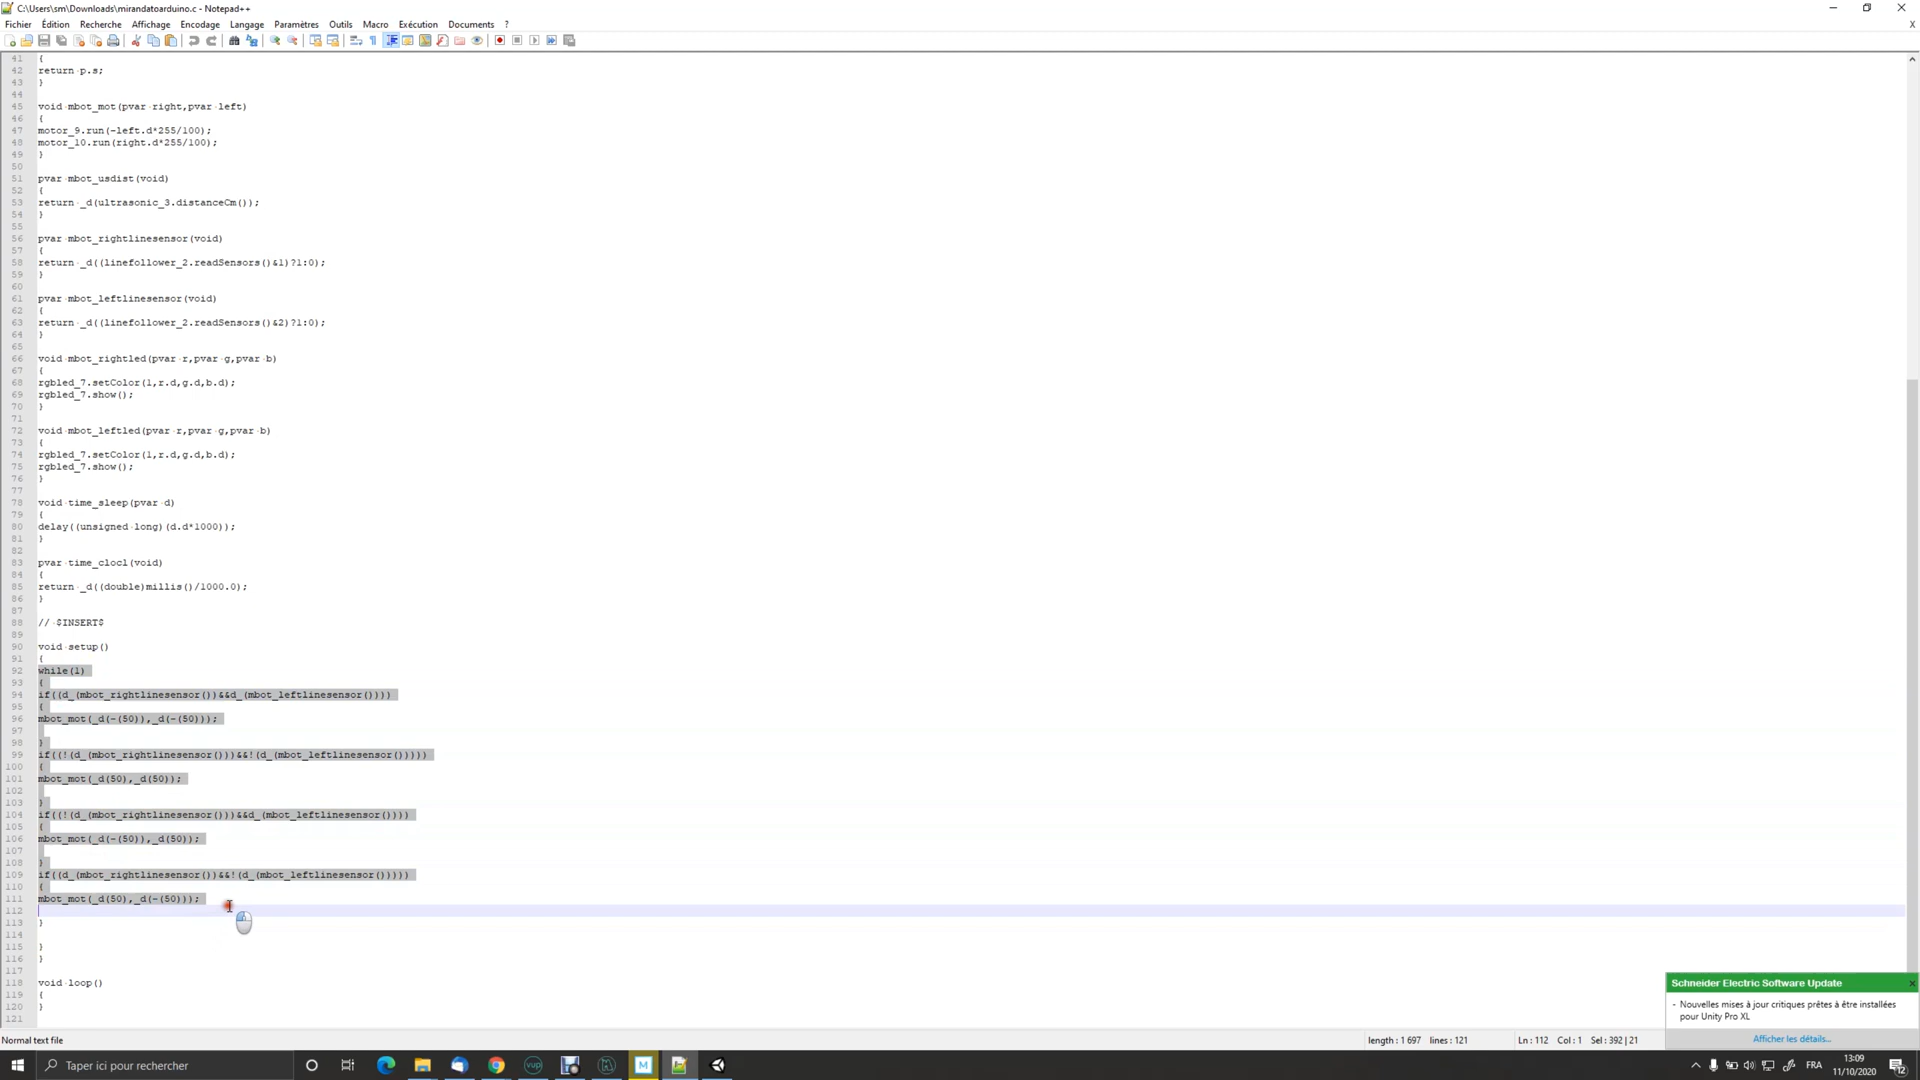 C:\Users\sm\Downloads\mirandatoarduino.c - Notepad++
Fichier Édition Recherche Affichage Encodage Langage Paramètres Outils Macro Exécution Modules d'extension Documents ?
41 {
42 return p.s;
43 }
44
45 void mbot_mot(pvar right,pvar left)
46 {
47 motor_9.run(-left.d*255/100);
48 motor_10.run(right.d*255/100);
49 }
50
51 pvar mbot_usdist(void)
52 {
53 return _d(ultrasonic_3.distanceCm());
54 }
55
56 pvar mbot_rightlinesensor(void)
57 {
58 return _d((linefollower_2.readSensors()&1)?1:0);
59 }
60
61 pvar mbot_leftlinesensor(void)
62 {
63 return _d((linefollower_2.readSensors()&2)?1:0);
64 }
65
66 void mbot_rightled(pvar r,pvar g,pvar b)
67 {
68 rgbled_7.setColor(1,r.d,g.d,b.d);
69 rgbled_7.show();
70 }
71
72 void mbot_leftled(pvar r,pvar g,pvar b)
73 {
74 rgbled_7.setColor(1,r.d,g.d,b.d);
75 rgbled_7.show();
76 }
77
78 void time_sleep(pvar d)
79 {
80 delay((unsigned long)(d.d*1000));
81 }
82
83 pvar time_clocl(void)
84 {
85 return _d((double)millis()/1000.0);
86 }
87
88 // $INSERT$
89
90 void setup()
91 {
92 while(1)
93 {
94 if((d_(mbot_rightlinesensor())&&d_(mbot_leftlinesensor())))
95 {
96 mbot_mot(_d(-(50)),_d(-(50)));
97
98 }
99 if((!(d_(mbot_rightlinesensor()))&&!(d_(mbot_leftlinesensor()))))
100 {
101 mbot_mot(_d(50),_d(50));
102
103 }
104 if((!(d_(mbot_rightlinesensor()))&&d_(mbot_leftlinesensor())))
105 {
106 mbot_mot(_d(-(50)),_d(50));
107
108 }
109 if((d_(mbot_rightlinesensor())&&!(d_(mbot_leftlinesensor()))))
110 {
111 mbot_mot(_d(50),_d(-(50)));
112
113 }
114
115 }
116 }
117
118 void loop()
119 {
120 }
121
Schneider Electric Software Update
- Nouvelles mises à jour critiques prêtes à être installées
pour Unity Pro XL
Afficher les détails...
Normal text file length : 1 697 lines : 121 Ln : 112 Col : 1 Sel : 392 | 21
Taper ici pour rechercher
M
FRA
13:09
11/10/2020